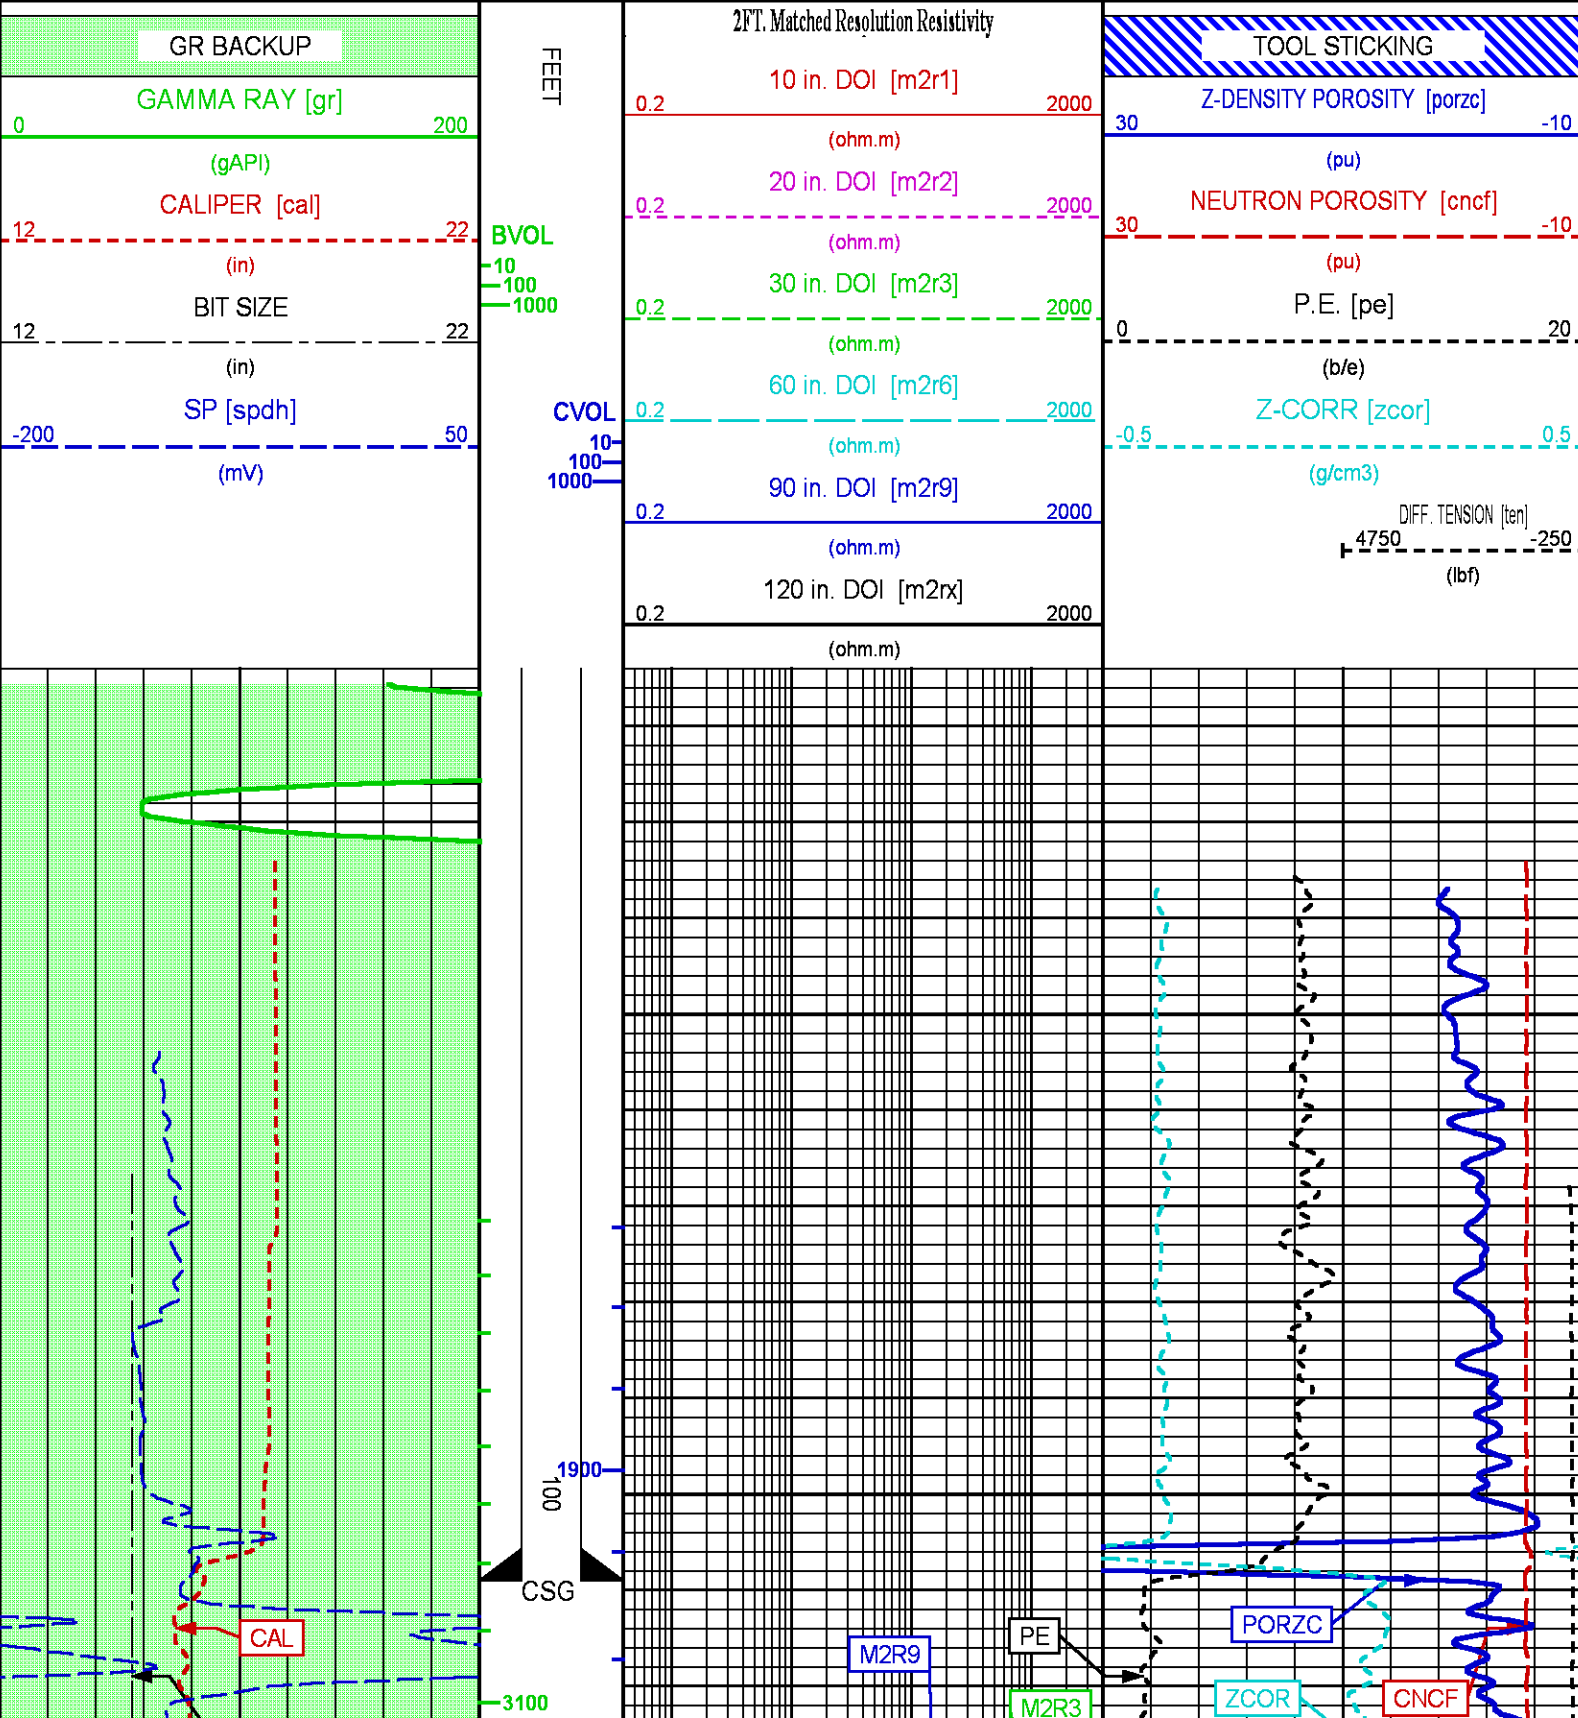 GR BACKUP
GAMMA RAY [gr]
0 200
(gAPI)
CALIPER [cal]
12 22
(in)
BIT SIZE
12 22
(in)
SP [spdh]
-200 50
(mV)
FEET
BVOL
10
100
1000
CVOL
10
100
1000
2FT. Matched Resolution Resistivity
10 in. DOI [m2r1]
0.2 2000
(ohm.m)
20 in. DOI [m2r2]
0.2 2000
(ohm.m)
30 in. DOI [m2r3]
0.2 2000
(ohm.m)
60 in. DOI [m2r6]
0.2 2000
(ohm.m)
90 in. DOI [m2r9]
0.2 2000
(ohm.m)
120 in. DOI [m2rx]
0.2 2000
(ohm.m)
TOOL STICKING
Z-DENSITY POROSITY [porzc]
30 -10
(pu)
NEUTRON POROSITY [cncf]
30 -10
(pu)
P.E. [pe]
0 20
(b/e)
Z-CORR [zcor]
-0.5 0.5
(g/cm3)
DIFF. TENSION [ten]
4750 -250
(lbf)
1900
100
CSG
CAL
3100
M2R9
PE
M2R3
PORZC
ZCOR
CNCF